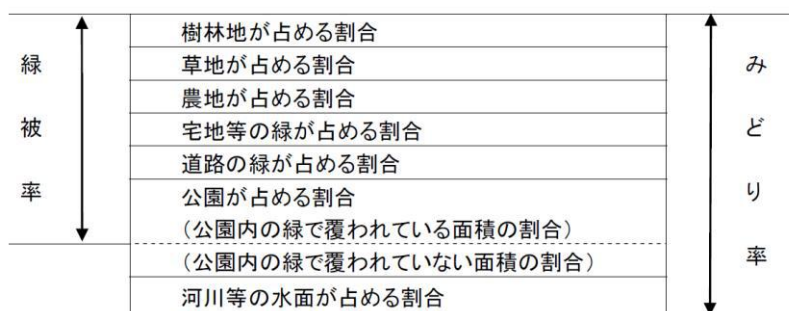 緑被率
樹林地が占める割合
草地が占める割合
農地が占める割合
宅地等の緑が占める割合
道路の緑が占める割合
公園が占める割合
（公園内の緑で覆われている面積の割合）
（公園内の緑で覆われていない面積の割合）
河川等の水面が占める割合
みどり率